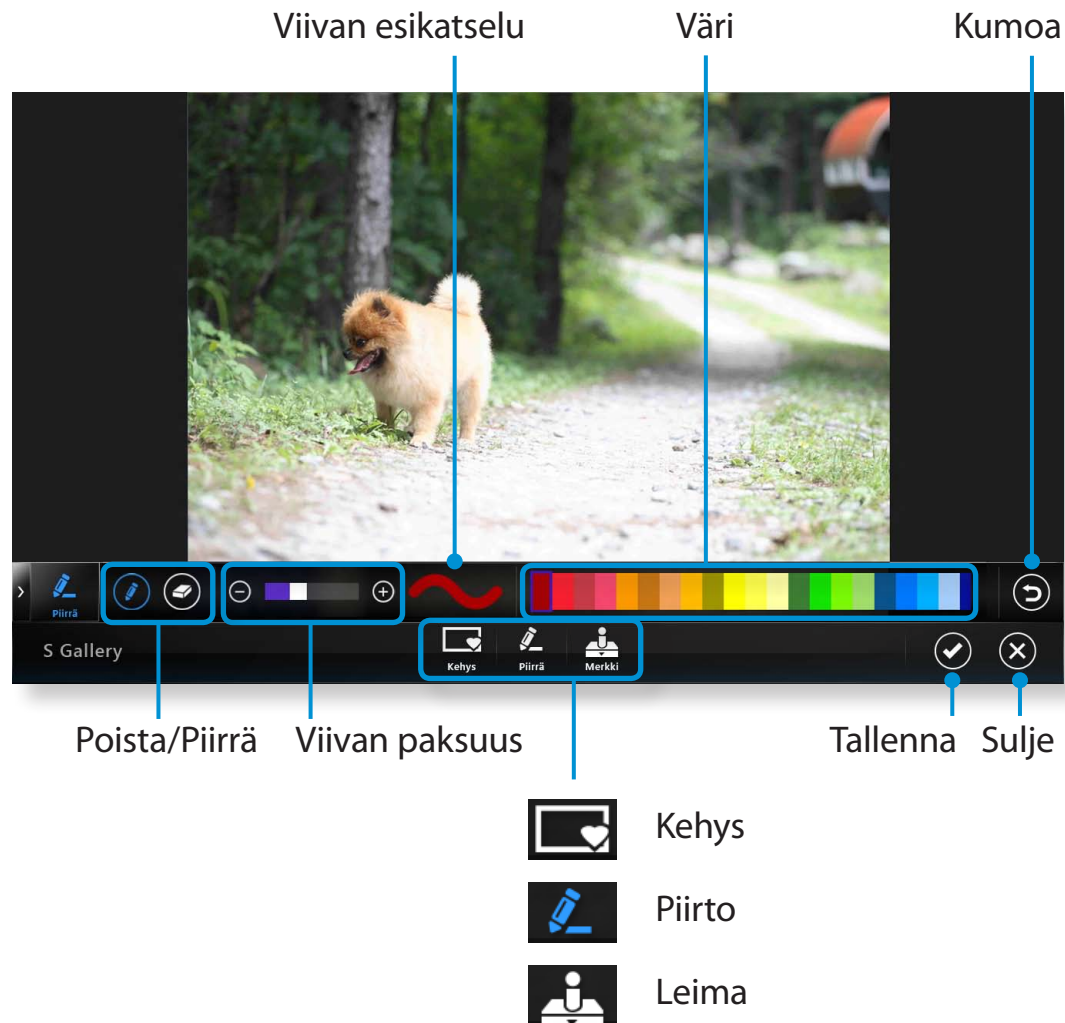 Viivan esikatselu Väri Kumoa
Piirrä
S Gallery
Kehys Piirrä Merkki
Poista/Piirrä Viivan paksuus Tallenna Sulje
Kehys
Piirto
Leima